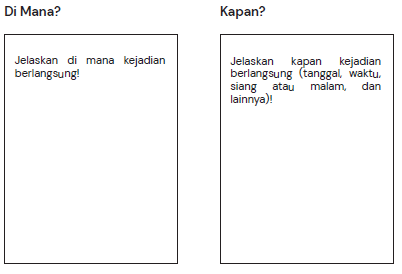 Di Mana?
Jelaskan di mana kejadian
berlangsung!
Kapan?
Jelaskan kapan kejadian
berlangsung (tanggal, waktu,
siang atau malam, dan
lainnya)!